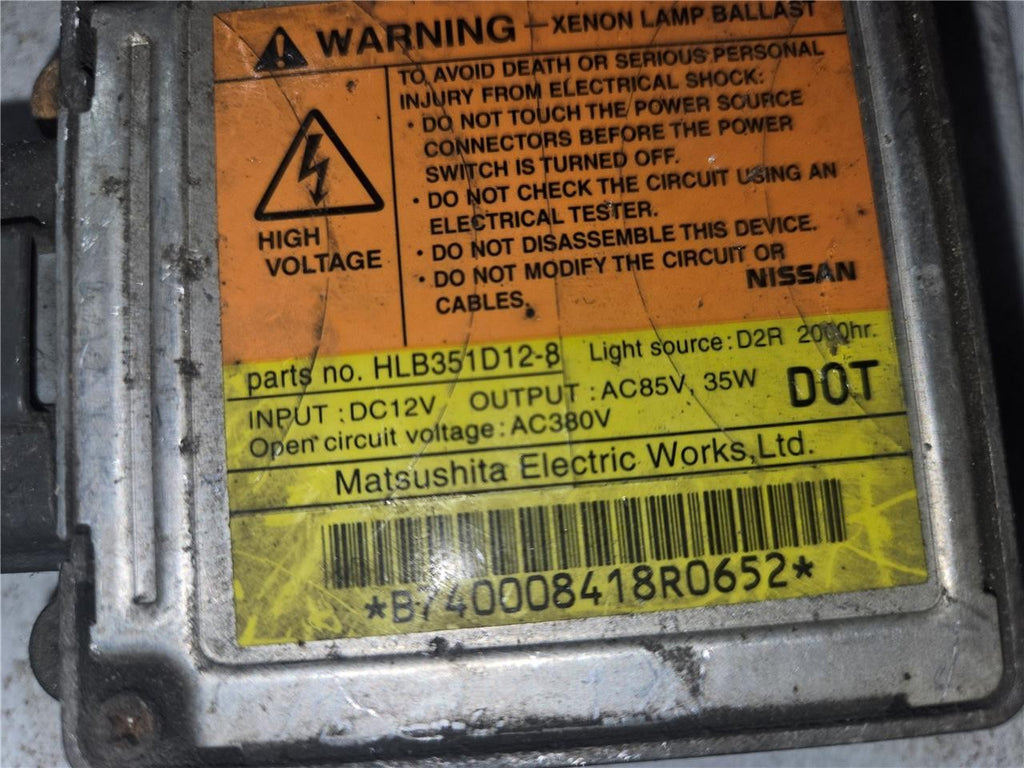 WARNING - XENON LAMP BALLAST
TO AVOID DEATH OR SERIOUS PERSONAL
INJURY FROM ELECTRICAL SHOCK:
• DO NOT TOUCH THE POWER SOURCE
CONNECTORS BEFORE THE POWER
SWITCH IS TURNED OFF.
• DO NOT CHECK THE CIRCUIT USING AN
ELECTRICAL TESTER.
• DO NOT DISASSEMBLE THIS DEVICE.
• DO NOT MODIFY THE CIRCUIT OR
CABLES.
HIGH
VOLTAGE
NISSAN
parts no. HLB351D12-8 Light source:D2R 2000hr.
INPUT:DC12V OUTPUT:AC85V, 35W DOT
Open circuit voltage:AC380V
Matsushita Electric Works,Ltd.
*B740008418R0652*